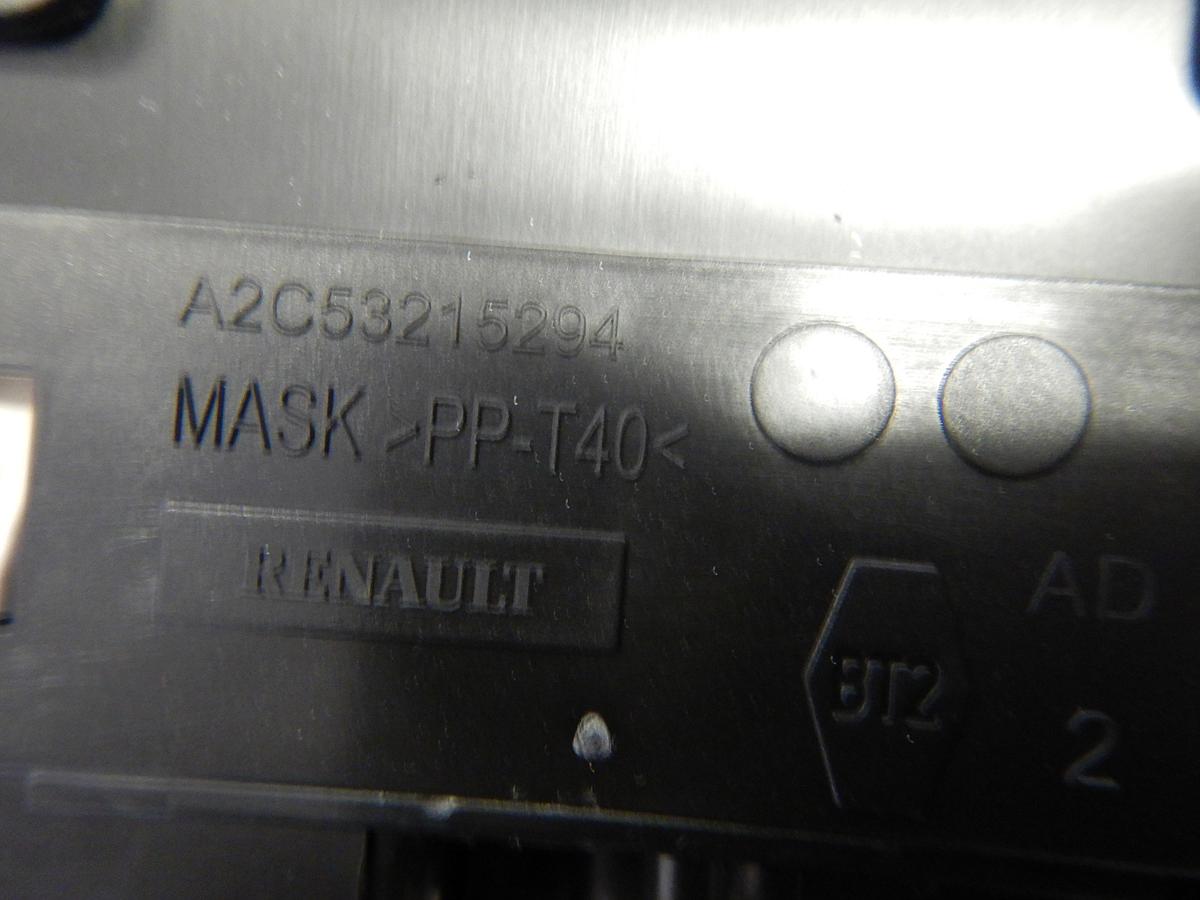 A2C53215294
MASK >PP-T40<
RENAULT
AD
2